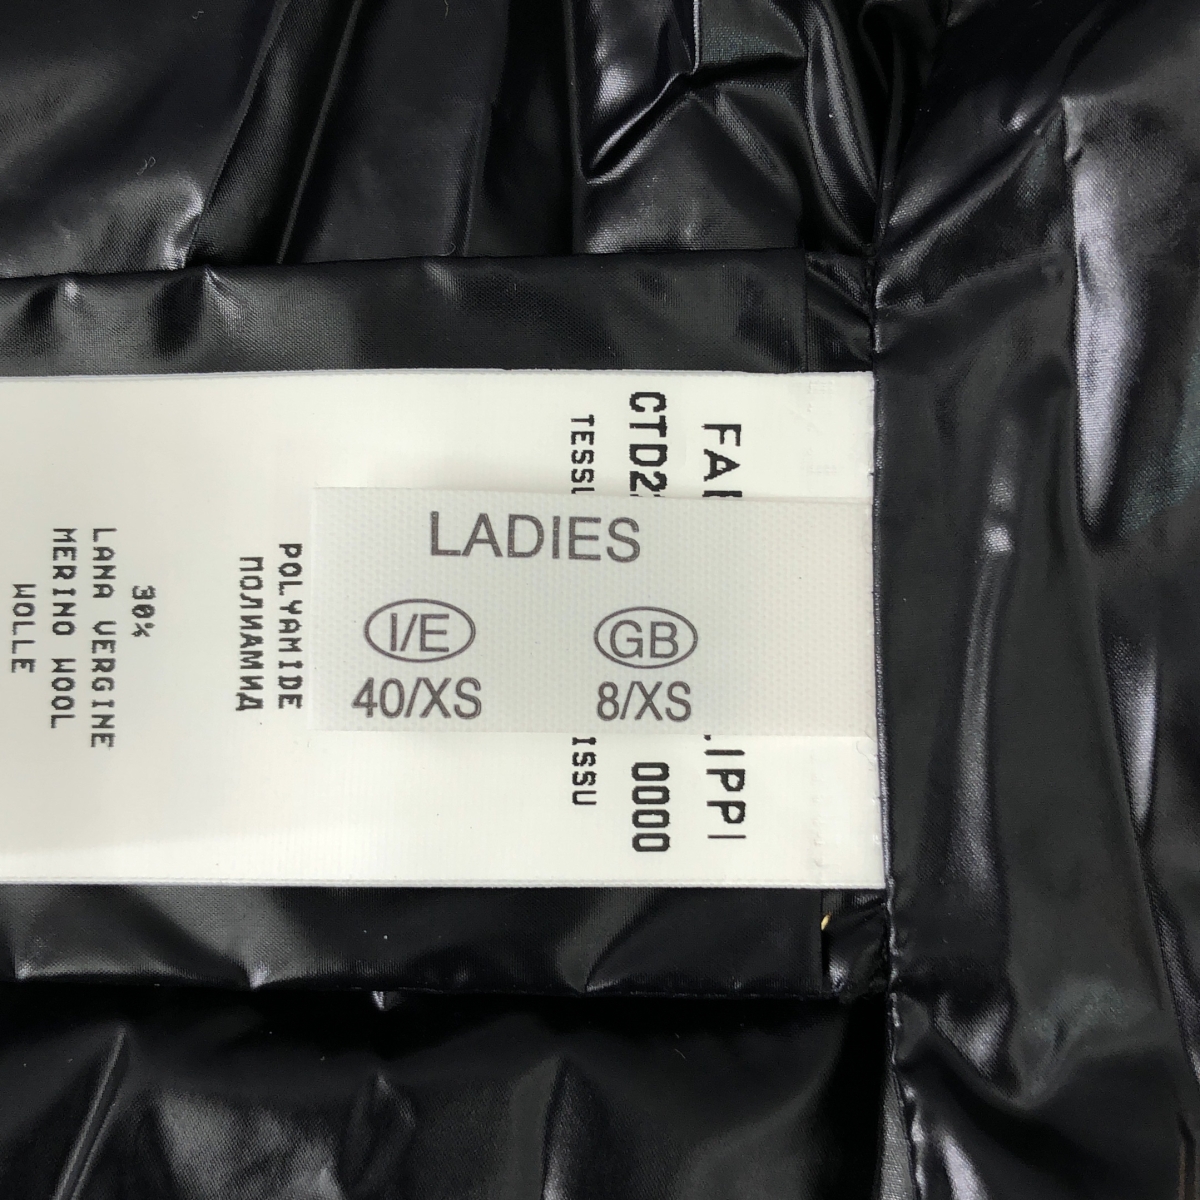 LADIES
I/E GB
40/XS 8/XS
0000
POLYAMIDE
ПОЛИАМИД
30%
LANA VERGINE
MERINO WOOL
WOLLE